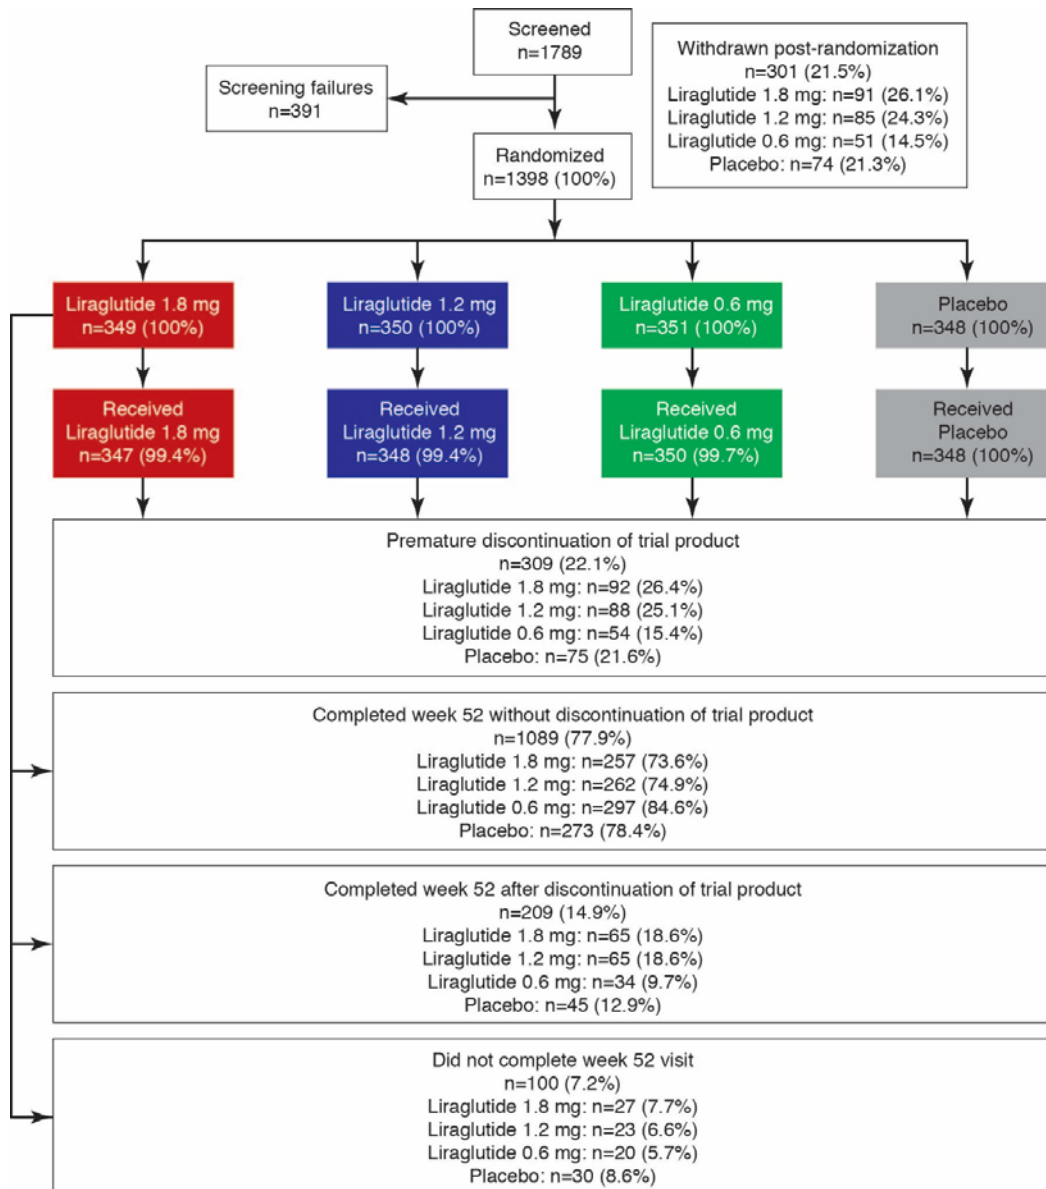 Screened
n=1789
Withdrawn post-randomization
n=301 (21.5%)
Liraglutide 1.8 mg: n=91 (26.1%)
Liraglutide 1.2 mg: n=85 (24.3%)
Liraglutide 0.6 mg: n=51 (14.5%)
Placebo: n=74 (21.3%)
Screening failures
n=391
Randomized
n=1398 (100%)
Liraglutide 1.8 mg
n=349 (100%)
Liraglutide 1.2 mg
n=350 (100%)
Liraglutide 0.6 mg
n=351 (100%)
Placebo
n=348 (100%)
Received
Liraglutide 1.8 mg
n=347 (99.4%)
Received
Liraglutide 1.2 mg
n=348 (99.4%)
Received
Liraglutide 0.6 mg
n=350 (99.7%)
Received
Placebo
n=348 (100%)
Premature discontinuation of trial product
n=309 (22.1%)
Liraglutide 1.8 mg: n=92 (26.4%)
Liraglutide 1.2 mg: n=88 (25.1%)
Liraglutide 0.6 mg: n=54 (15.4%)
Placebo: n=75 (21.6%)
Completed week 52 without discontinuation of trial product
n=1089 (77.9%)
Liraglutide 1.8 mg: n=257 (73.6%)
Liraglutide 1.2 mg: n=262 (74.9%)
Liraglutide 0.6 mg: n=297 (84.6%)
Placebo: n=273 (78.4%)
Completed week 52 after discontinuation of trial product
n=209 (14.9%)
Liraglutide 1.8 mg: n=65 (18.6%)
Liraglutide 1.2 mg: n=65 (18.6%)
Liraglutide 0.6 mg: n=34 (9.7%)
Placebo: n=45 (12.9%)
Did not complete week 52 visit
n=100 (7.2%)
Liraglutide 1.8 mg: n=27 (7.7%)
Liraglutide 1.2 mg: n=23 (6.6%)
Liraglutide 0.6 mg: n=20 (5.7%)
Placebo: n=30 (8.6%)